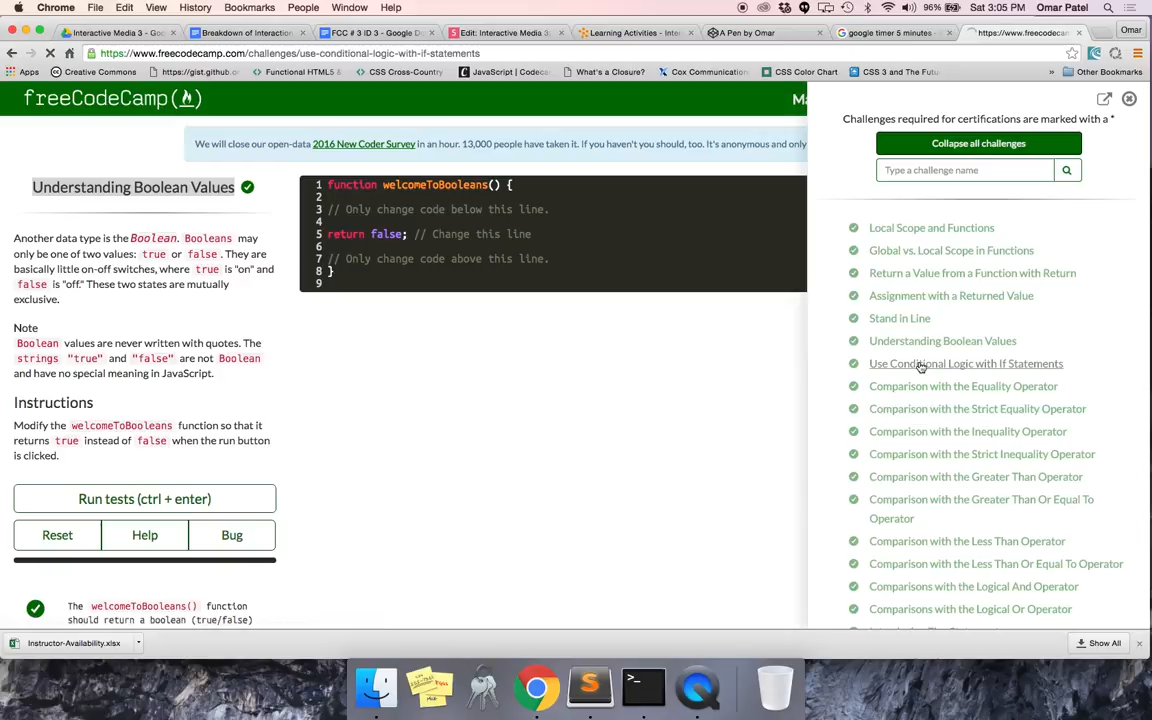 Chrome File Edit View History Bookmarks People Window Help 96% Sat 3:05 PM Omar Patel
Interactive Media 3 - Goo Breakdown of Interaction FCC # 3 ID 3 - Google Do Edit: Interactive Media 3: Learning Activities - Intera A Pen by Omar google timer 5 minutes - https://www.freecodecam Omar
https://www.freecodecamp.com/challenges/use-conditional-logic-with-if-statements
Apps Creative Commons https://gist.github. Functional HTML5 & CSS Cross-Country JavaScript | Codeca What's a Closure? Cox Communication CSS Color Chart CSS 3 and The Futu » Other Bookmarks
freeCodeCamp Ma
Challenges required for certifications are marked with a *
Collapse all challenges
Type a challenge name
We will close our open-data 2016 New Coder Survey in an hour. 13,000 people have taken it. If you haven't you should, too. It's anonymous and only
Understanding Boolean Values
Another data type is the Boolean. Booleans may
only be one of two values: true or false. They are
basically little on-off switches, where true is "on" and
false is "off." These two states are mutually
exclusive.
Note
Boolean values are never written with quotes. The
strings "true" and "false" are not Boolean
and have no special meaning in JavaScript.
Instructions
Modify the welcomeToBooleans function so that it
returns true instead of false when the run button
is clicked.
Run tests (ctrl + enter)
Reset Help Bug
The welcomeToBooleans() function
should return a boolean (true/false)
1 function welcomeToBooleans() {
2
3 // Only change code below this line.
4
5 return false; // Change this line
6
7 // Only change code above this line.
8 }
9
Local Scope and Functions
Global vs. Local Scope in Functions
Return a Value from a Function with Return
Assignment with a Returned Value
Stand in Line
Understanding Boolean Values
Use Conditional Logic with If Statements
Comparison with the Equality Operator
Comparison with the Strict Equality Operator
Comparison with the Inequality Operator
Comparison with the Strict Inequality Operator
Comparison with the Greater Than Operator
Comparison with the Greater Than Or Equal To
Operator
Comparison with the Less Than Operator
Comparison with the Less Than Or Equal To Operator
Comparisons with the Logical And Operator
Comparisons with the Logical Or Operator
Instructor-Availability.xlsx Show All